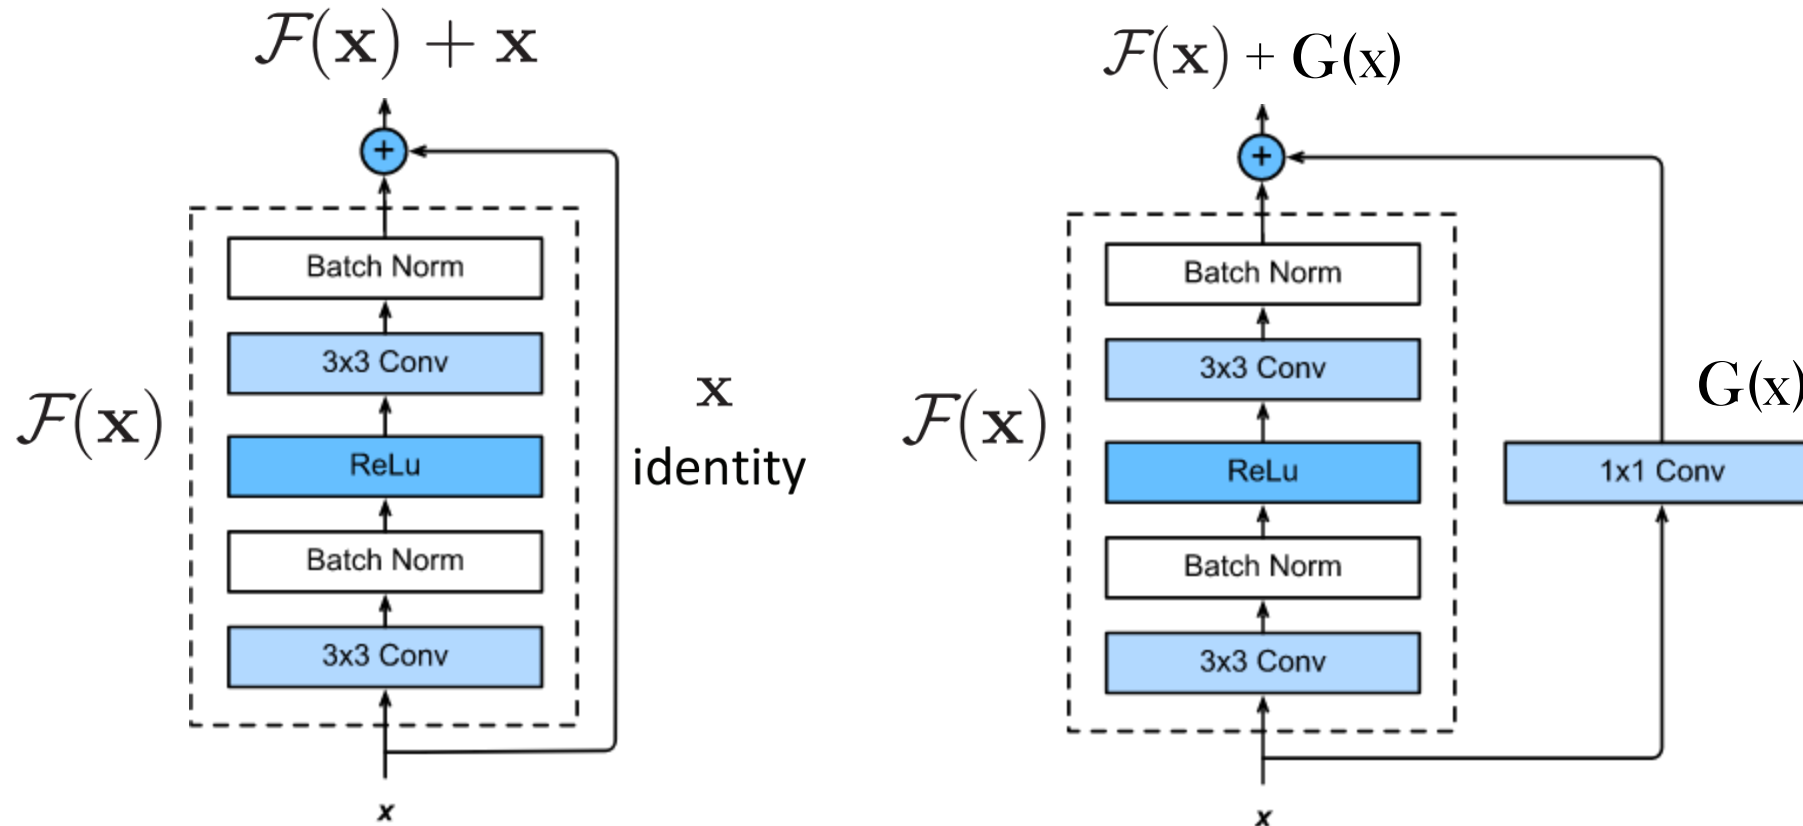 F(x) + x
+
Batch Norm
3x3 Conv
ReLu
Batch Norm
3x3 Conv
F(x)
x
identity
x
F(x) + G(x)
+
Batch Norm
3x3 Conv
ReLu
Batch Norm
3x3 Conv
F(x)
G(x)
1x1 Conv
x